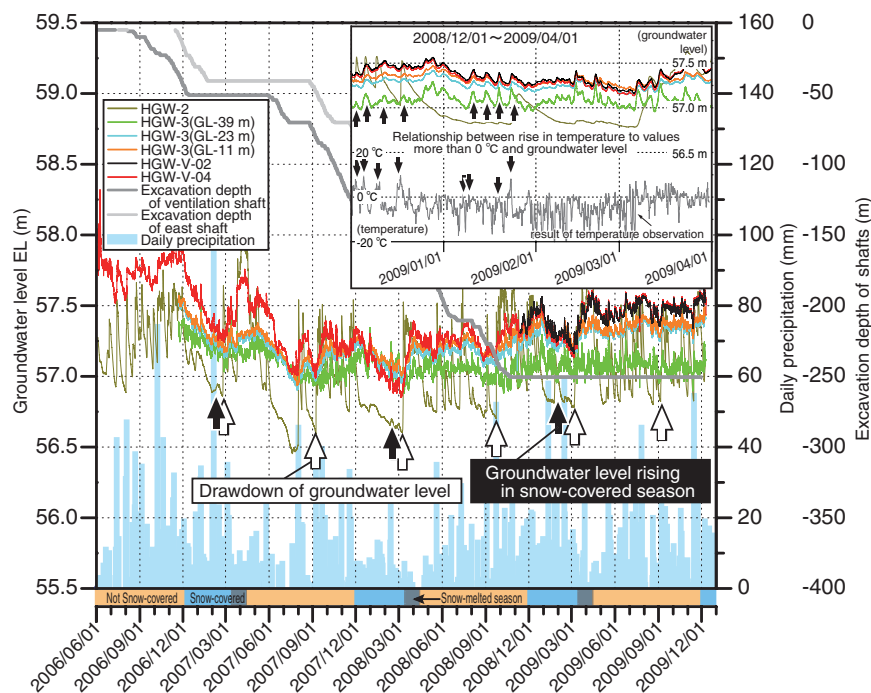 59.5
59.0
58.5
58.0
57.5
57.0
56.5
56.0
55.5
Groundwater level EL (m)
HGW-2
HGW-3(GL-39 m)
HGW-3(GL-23 m)
HGW-3(GL-11 m)
HGW-V-02
HGW-V-04
Excavation depth
of ventilation shaft
Excavation depth
of east shaft
Daily precipitation
2008/12/01～2009/04/01
(groundwater
level)
57.5 m
57.0 m
Relationship between rise in temperature to values
more than 0 °C and groundwater level
56.5 m
20 °C
0 °C
(temperature)
-20 °C
result of temperature observation
2009/01/01
2009/02/01
2009/03/01
2009/04/01
Drawdown of groundwater level
Groundwater level rising
in snow-covered season
160
140
120
100
80
60
40
20
0
Daily precipitation (mm)
0
-50
-100
-150
-200
-250
-300
-350
-400
Excavation depth of shafts (m)
Not Snow-covered
Snow-covered
Snow-melted season
2006/06/01
2006/09/01
2006/12/01
2007/03/01
2007/06/01
2007/09/01
2007/12/01
2008/03/01
2008/06/01
2008/09/01
2008/12/01
2009/03/01
2009/06/01
2009/09/01
2009/12/01